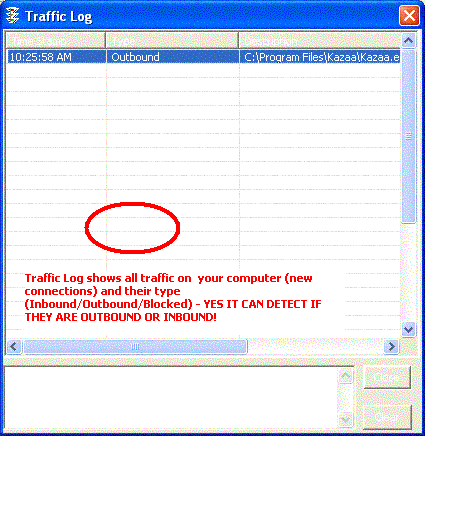 Traffic Log
10:25:58 AM Outbound C:\Program Files\Kazaa\Kazaa.e
Traffic Log shows all traffic on your computer (new
connections) and their type
(Inbound/Outbound/Blocked) - YES IT CAN DETECT IF
THEY ARE OUTBOUND OR INBOUND!